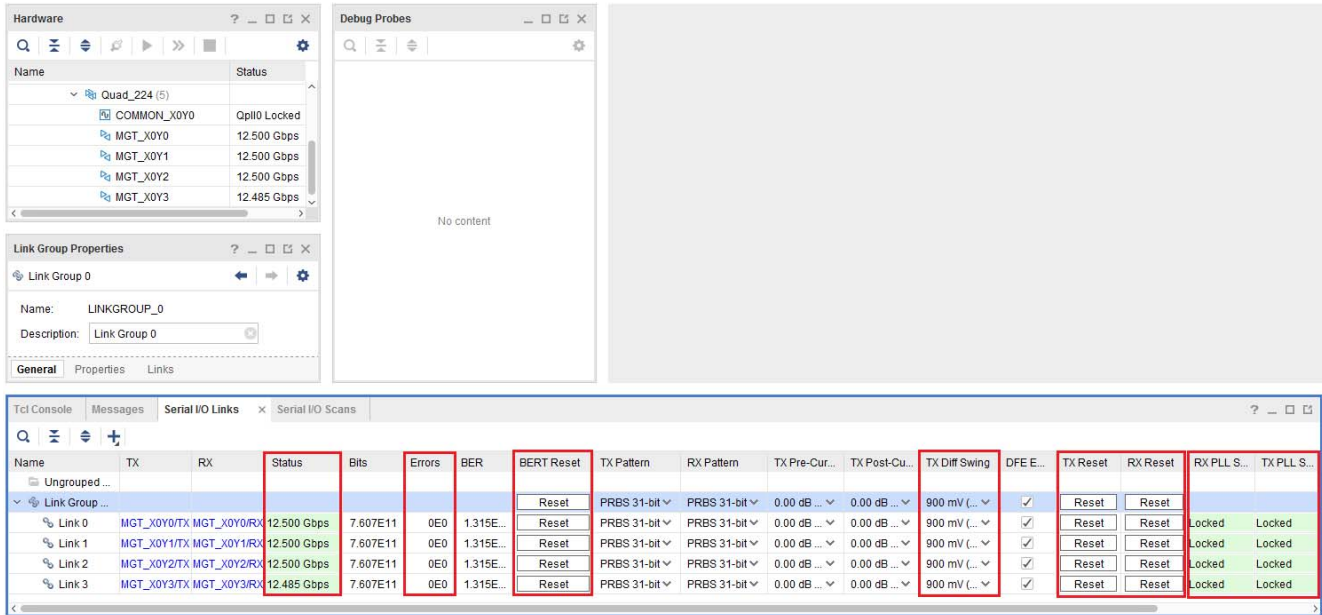 Hardware
Name Status
Quad_224 (5)
COMMON_X0Y0 Qpll0 Locked
MGT_X0Y0 12.500 Gbps
MGT_X0Y1 12.500 Gbps
MGT_X0Y2 12.500 Gbps
MGT_X0Y3 12.485 Gbps
Debug Probes
No content
Link Group Properties
Link Group 0
Name: LINKGROUP_0
Description: Link Group 0
General Properties Links
Tcl Console Messages Serial I/O Links Serial I/O Scans
Name TX RX Status Bits Errors BER BERT Reset TX Pattern RX Pattern TX Pre-Cur... TX Post-Cu... TX Diff Swing DFE E... TX Reset RX Reset RX PLL S... TX PLL S...
Ungrouped ...
Link Group ... Reset PRBS 31-bit PRBS 31-bit 0.00 dB ... 0.00 dB ... 900 mV (... Reset Reset
Link 0 MGT_X0Y0/TX MGT_X0Y0/RX 12.500 Gbps 7.607E11 0E0 1.315E... Reset PRBS 31-bit PRBS 31-bit 0.00 dB ... 0.00 dB ... 900 mV (... Reset Reset Locked Locked
Link 1 MGT_X0Y1/TX MGT_X0Y1/RX 12.500 Gbps 7.607E11 0E0 1.315E... Reset PRBS 31-bit PRBS 31-bit 0.00 dB ... 0.00 dB ... 900 mV (... Reset Reset Locked Locked
Link 2 MGT_X0Y2/TX MGT_X0Y2/RX 12.500 Gbps 7.607E11 0E0 1.315E... Reset PRBS 31-bit PRBS 31-bit 0.00 dB ... 0.00 dB ... 900 mV (... Reset Reset Locked Locked
Link 3 MGT_X0Y3/TX MGT_X0Y3/RX 12.485 Gbps 7.607E11 0E0 1.315E... Reset PRBS 31-bit PRBS 31-bit 0.00 dB ... 0.00 dB ... 900 mV (... Reset Reset Locked Locked